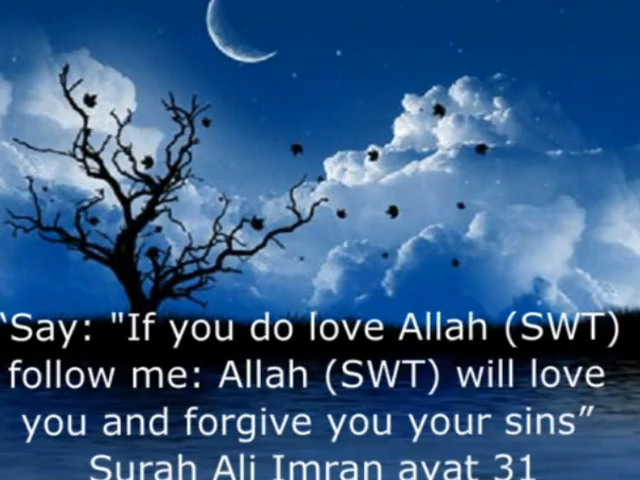 ‘Say: "If you do love Allah (SWT)
follow me: Allah (SWT) will love
you and forgive you your sins”
Surah Ali Imran ayat 31